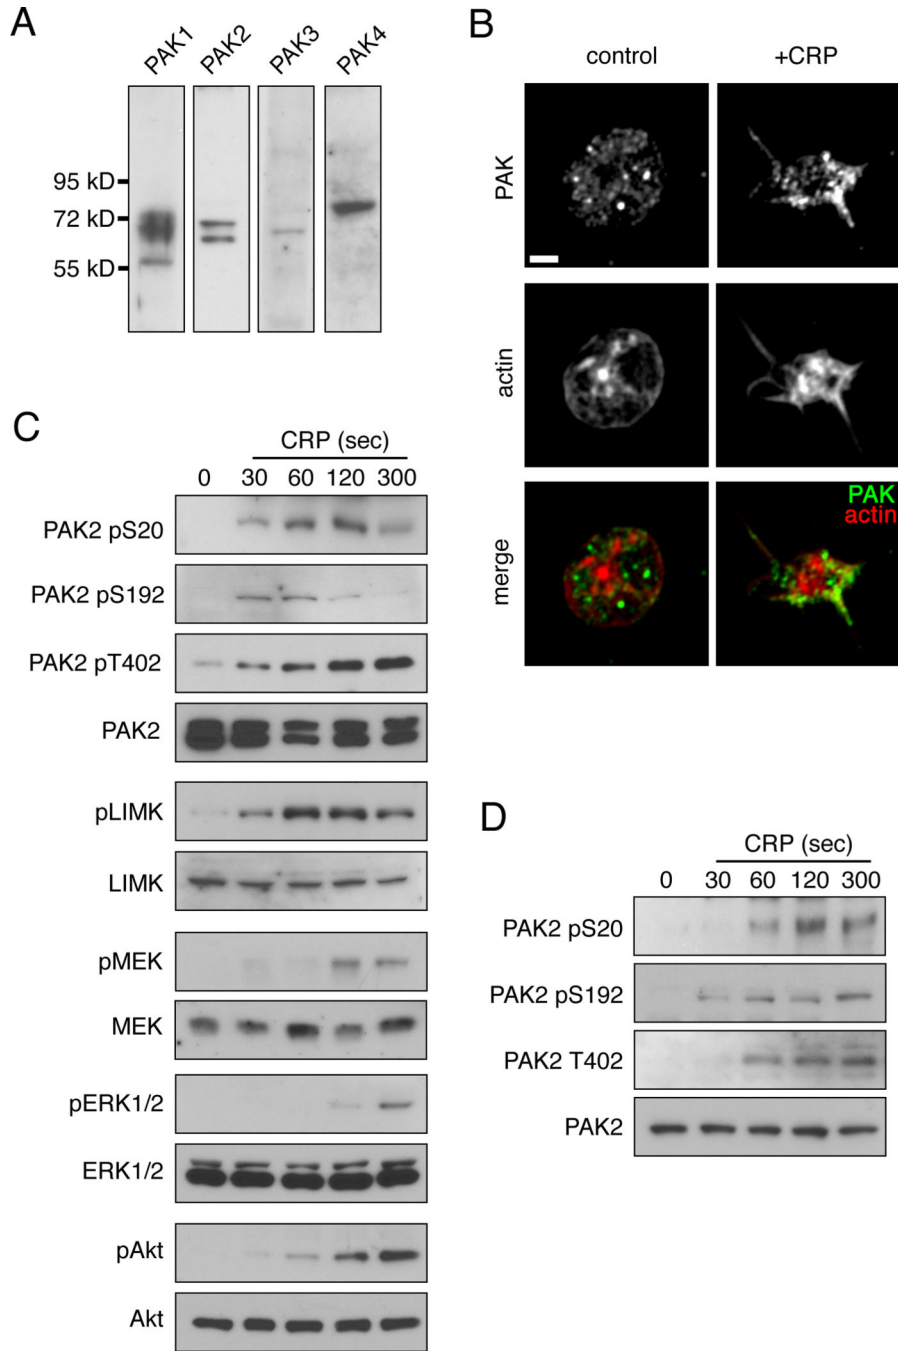 A
PAK1 PAK2 PAK3 PAK4
95 kD
72 kD
55 kD
B
control +CRP
PAK
actin
merge
PAK
actin
C
CRP (sec)
0 30 60 120 300
PAK2 pS20
PAK2 pS192
PAK2 pT402
PAK2
pLIMK
LIMK
pMEK
MEK
pERK1/2
ERK1/2
pAkt
Akt
D
CRP (sec)
0 30 60 120 300
PAK2 pS20
PAK2 pS192
PAK2 T402
PAK2